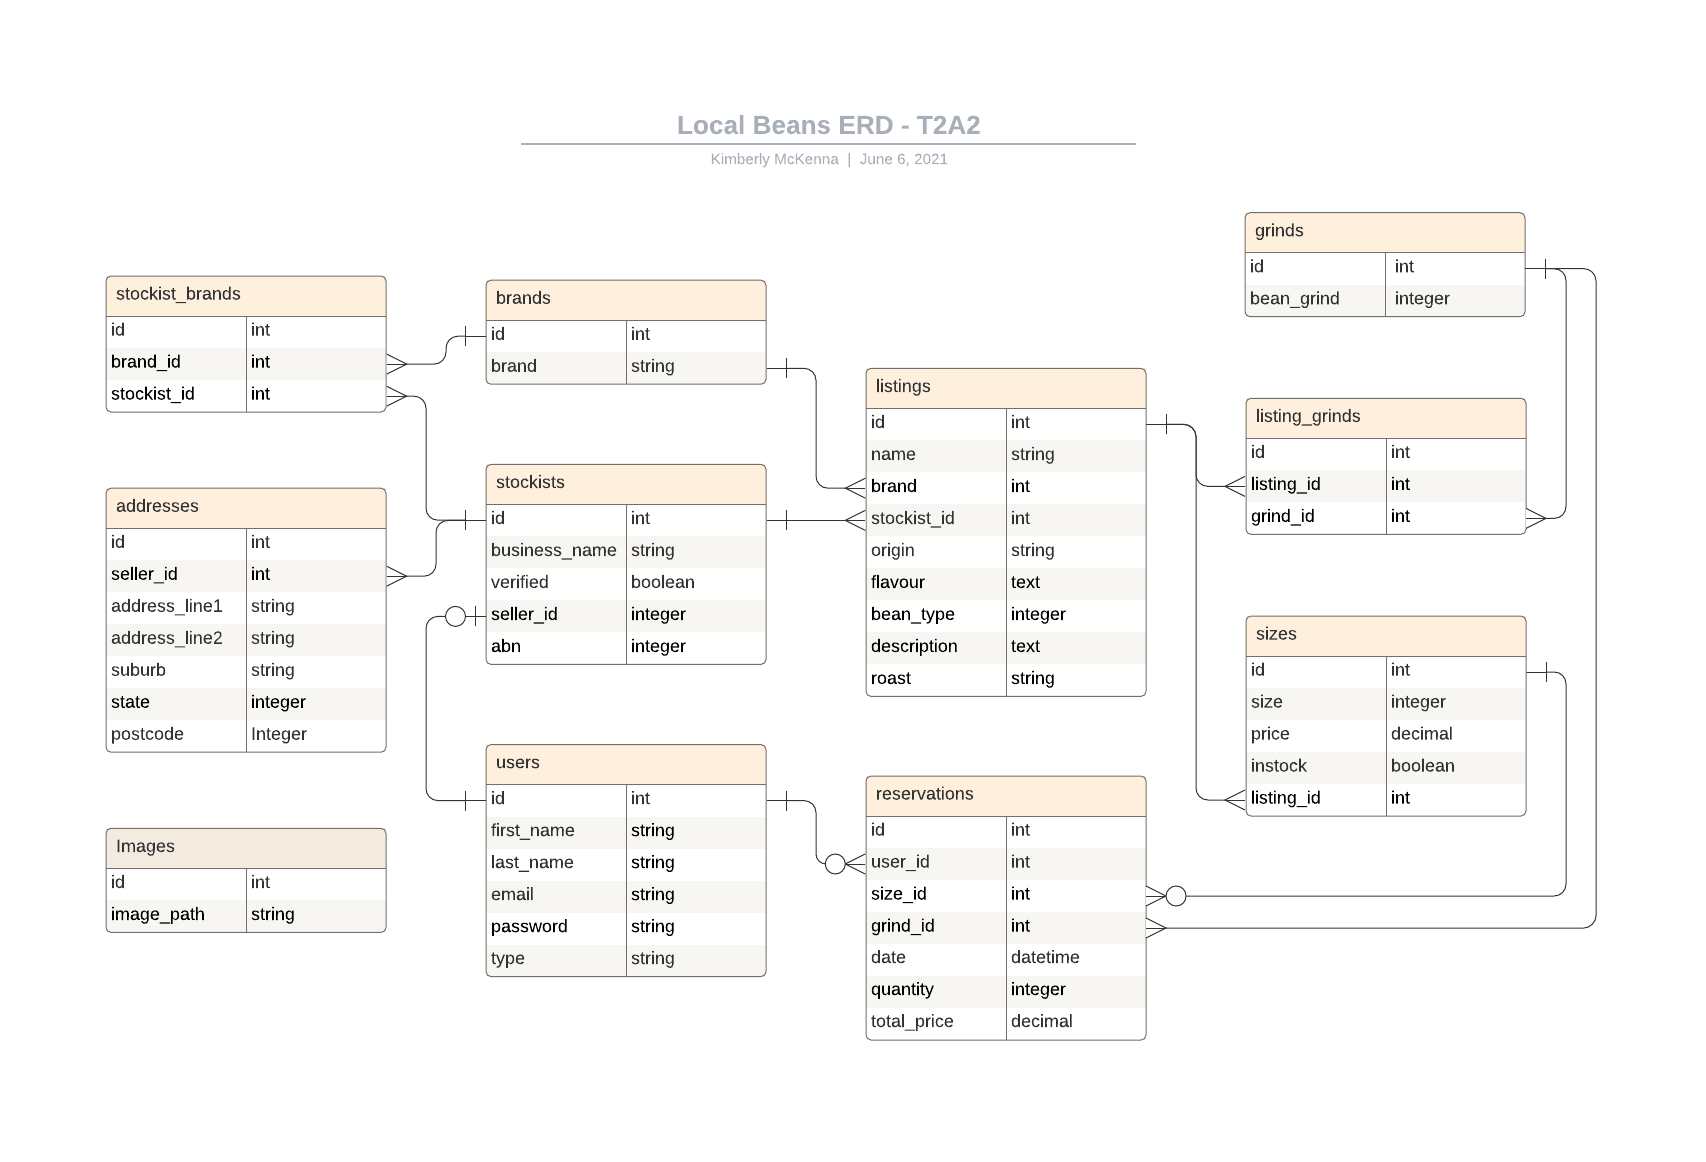 Local Beans ERD - T2A2
Kimberly McKenna | June 6, 2021
stockist_brands
id int
brand_id int
stockist_id int
addresses
id int
seller_id int
address_line1 string
address_line2 string
suburb string
state integer
postcode Integer
Images
id int
image_path string
brands
id int
brand string
stockists
id int
business_name string
verified boolean
seller_id integer
abn integer
users
id int
first_name string
last_name string
email string
password string
type string
listings
id int
name string
brand int
stockist_id int
origin string
flavour text
bean_type integer
description text
roast string
reservations
id int
user_id int
size_id int
grind_id int
date datetime
quantity integer
total_price decimal
grinds
id int
bean_grind integer
listing_grinds
id int
listing_id int
grind_id int
sizes
id int
size integer
price decimal
instock boolean
listing_id int